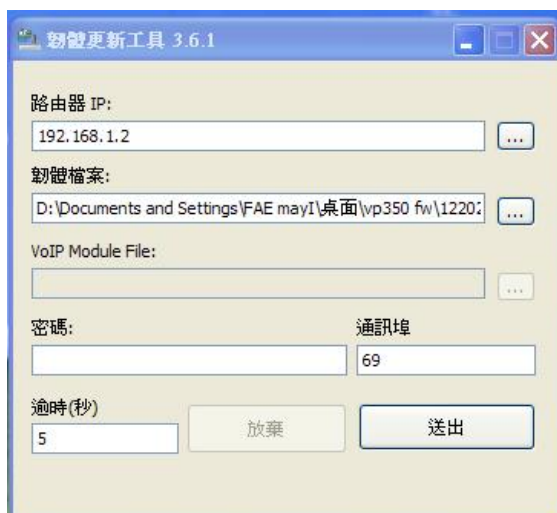 韌體更新工具 3.6.1
路由器 IP:
192.168.1.2
...
韌體檔案:
D:\Documents and Settings\FAE mayI\桌面\vp350 fw\12202
...
VoIP Module File:
...
密碼: 通訊埠
69
逾時(秒)
5 放棄 送出